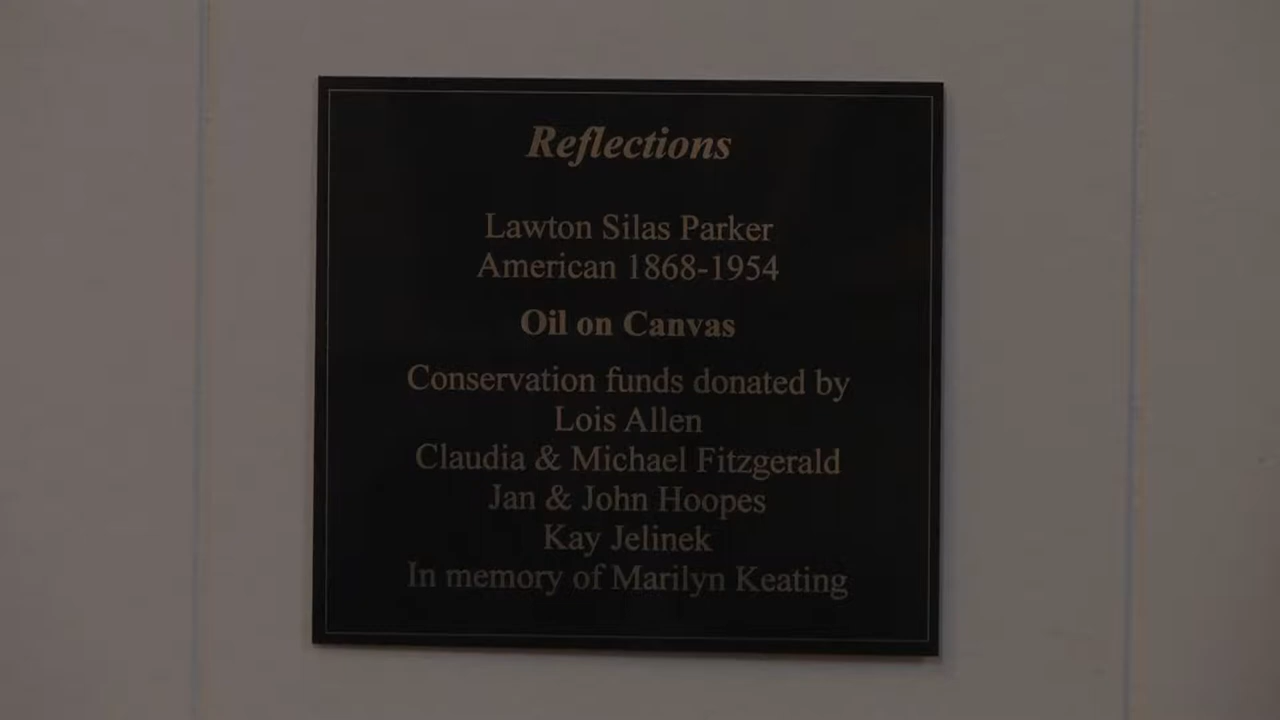 Reflections
Lawton Silas Parker
American 1868-1954
Oil on Canvas
Conservation funds donated by
Lois Allen
Claudia & Michael Fitzgerald
Jan & John Hoopes
Kay Jelinek
In memory of Marilyn Keating